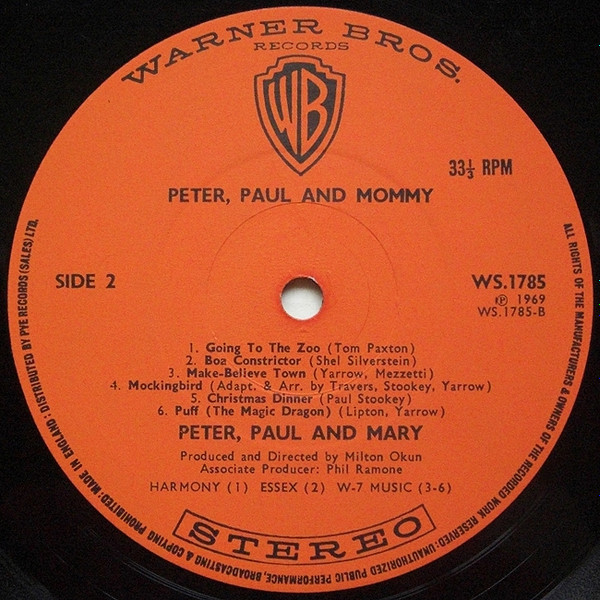 WARNER BROS.
RECORDS
WB
33⅓ RPM
PETER, PAUL AND MOMMY
SIDE 2
WS.1785
Ⓟ 1969
WS.1785-B
1. Going To The Zoo (Tom Paxton)
2. Boa Constrictor (Shel Silverstein)
3. Make-Believe Town (Yarrow, Mezzetti)
4. Mockingbird (Adapt. & Arr. by Travers, Stookey, Yarrow)
5. Christmas Dinner (Paul Stookey)
6. Puff (The Magic Dragon) (Lipton, Yarrow)
PETER, PAUL AND MARY
Produced and Directed by Milton Okun
Associate Producer: Phil Ramone
HARMONY (1) ESSEX (2) W-7 MUSIC (3-6)
STEREO
ALL RIGHTS OF THE MANUFACTURERS & OWNERS OF THE RECORDED WORK RESERVED: UNAUTHORIZED PUBLIC PERFORMANCE, BROADCASTING & COPYING PROHIBITED: MADE IN ENGLAND: DISTRIBUTED BY PYE RECORDS (SALES) LTD.